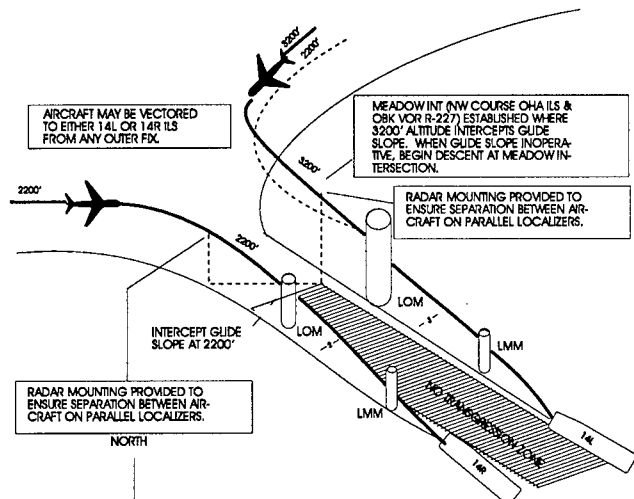 3200'
2200'
AIRCRAFT MAY BE VECTORED
TO EITHER 14L OR 14R ILS
FROM ANY OUTER FIX.
MEADOW INT (NW COURSE OHA ILS &
OBK VOR R-227) ESTABLISHED WHERE
3200' ALTITUDE INTERCEPTS GLIDE
SLOPE. WHEN GLIDE SLOPE INOPERA-
TIVE, BEGIN DESCENT AT MEADOW IN-
TERSECTION.
3200'
2200'
RADAR MOUNTING PROVIDED TO
ENSURE SEPARATION BETWEEN AIR-
CRAFT ON PARALLEL LOCALIZERS.
2200'
LOM
LOM
INTERCEPT GLIDE
SLOPE AT 2200'
LMM
LMM
RADAR MOUNTING PROVIDED TO
ENSURE SEPARATION BETWEEN AIR-
CRAFT ON PARALLEL LOCALIZERS.
NORTH
NO TRANSGRESSION ZONE
14L
14R